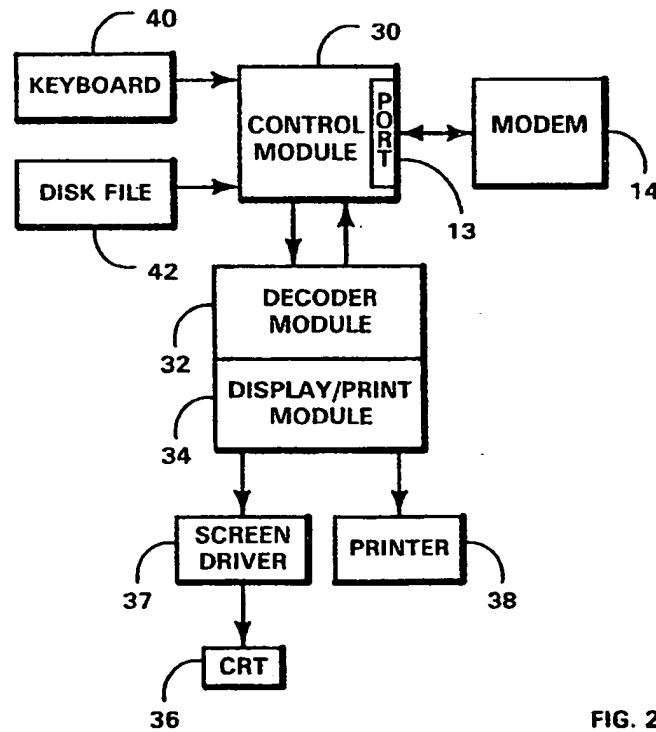 40
30
KEYBOARD
CONTROL
MODULE
PORT
MODEM
DISK FILE
13
14
42
DECODER
MODULE
32
DISPLAY/PRINT
MODULE
34
SCREEN
DRIVER
PRINTER
37
38
CRT
36
FIG. 2